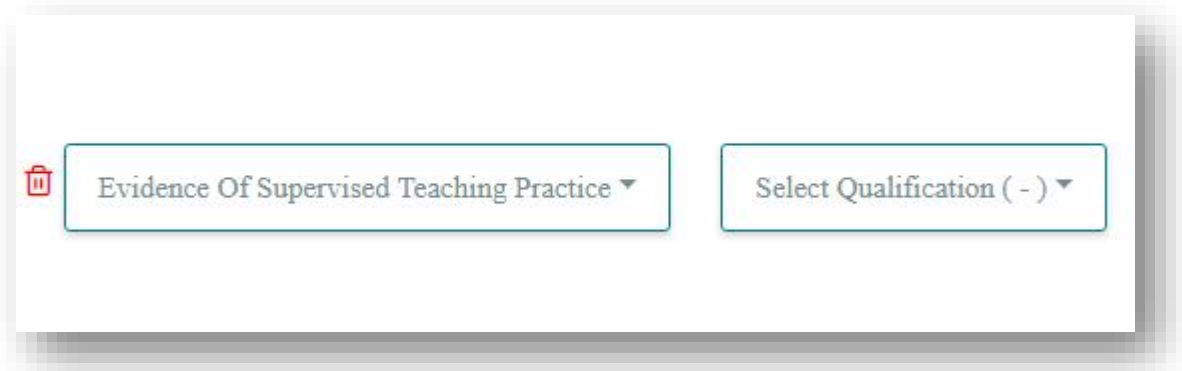 Evidence Of Supervised Teaching Practice
Select Qualification ( - )